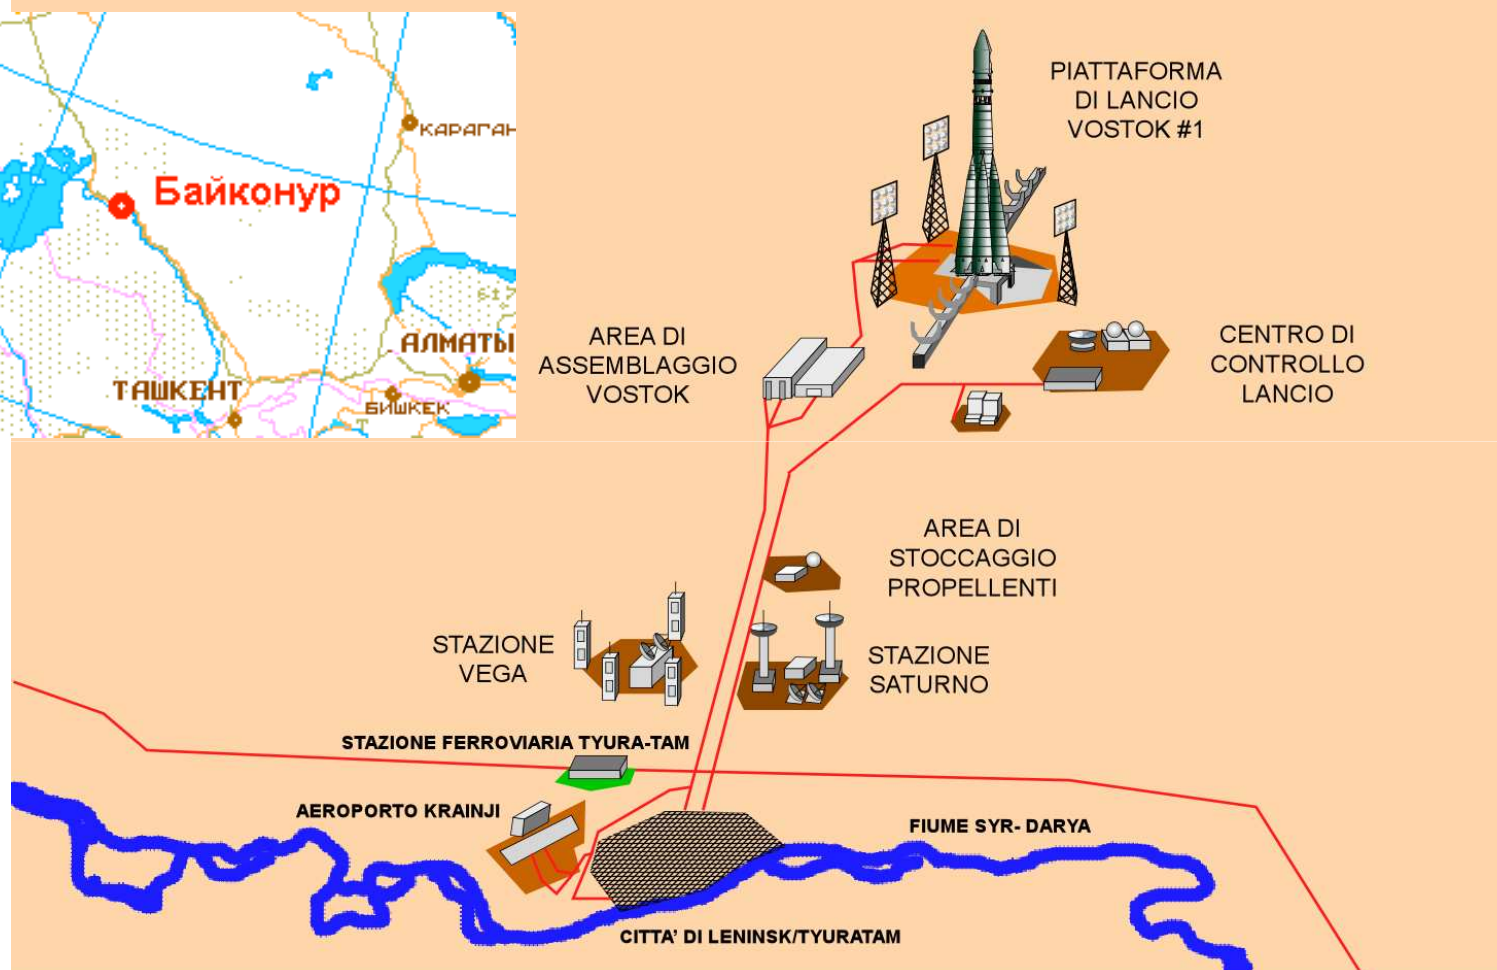 КАРАГАН
Байконур
АЛМАТЫ
ТАШКЕНТ
БИШКЕК
PIATTAFORMA
DI LANCIO
VOSTOK #1
AREA DI
ASSEMBLAGGIO
VOSTOK
CENTRO DI
CONTROLLO
LANCIO
AREA DI
STOCCAGGIO
PROPELLENTI
STAZIONE
VEGA
STAZIONE
SATURNO
STAZIONE FERROVIARIA TYURA-TAM
AEROPORTO KRAINJI
FIUME SYR- DARYA
CITTA' DI LENINSK/TYURATAM